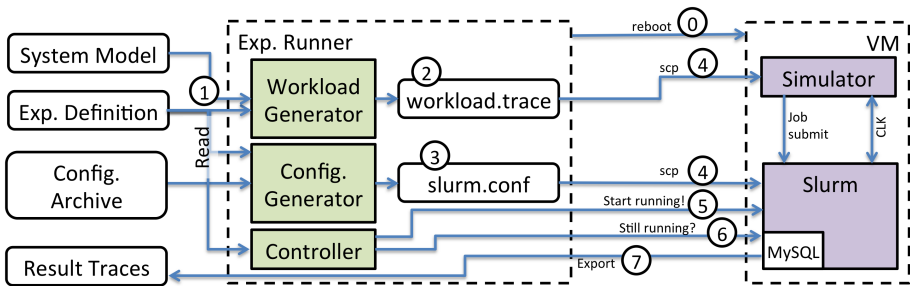 reboot 0
VM
System Model
Exp. Runner
1
Workload
Generator
2
workload.trace
scp 4
Simulator
Exp. Definition
Job
submit
CLK
Read
Config.
Archive
Config.
Generator
3
slurm.conf
scp 4
Slurm
Start running! 5
Controller
Still running? 6
MySQL
Result Traces
Export 7